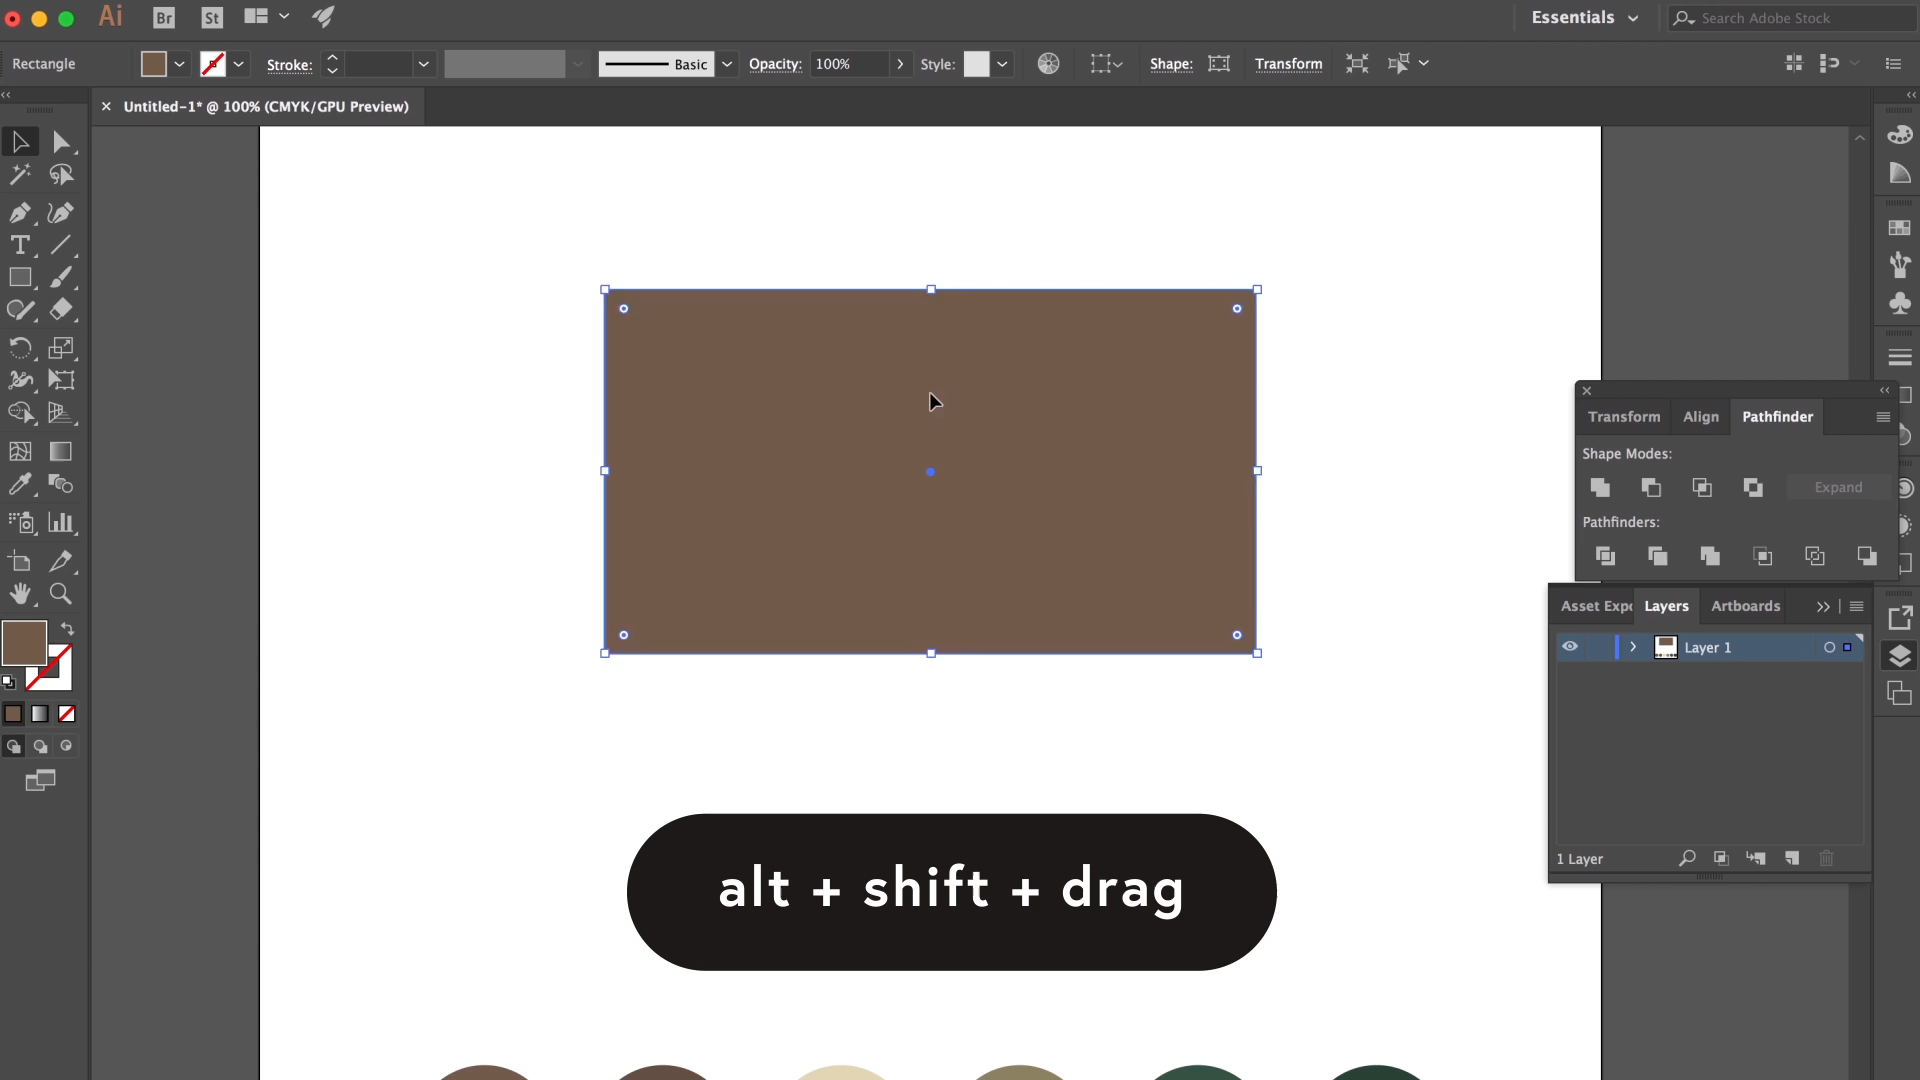 Ai Br St Essentials Search Adobe Stock
Rectangle Stroke: Basic Opacity: 100% Style: Shape: Transform
Untitled-1* @ 100% (CMYK/GPU Preview)
T
Transform Align Pathfinder
Shape Modes:
Expand
Pathfinders:
Asset Expo Layers Artboards
Layer 1
1 Layer
alt + shift + drag